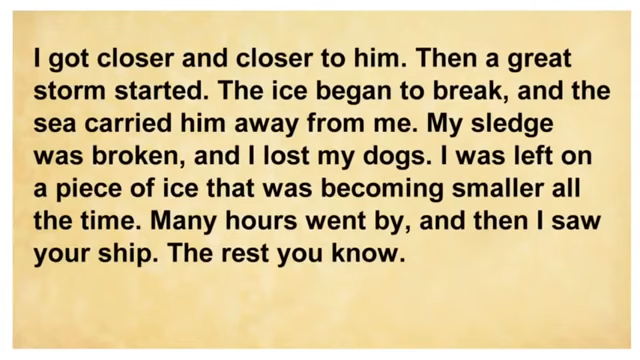 I got closer and closer to him. Then a great
storm started. The ice began to break, and the
sea carried him away from me. My sledge
was broken, and I lost my dogs. I was left on
a piece of ice that was becoming smaller all
the time. Many hours went by, and then I saw
your ship. The rest you know.